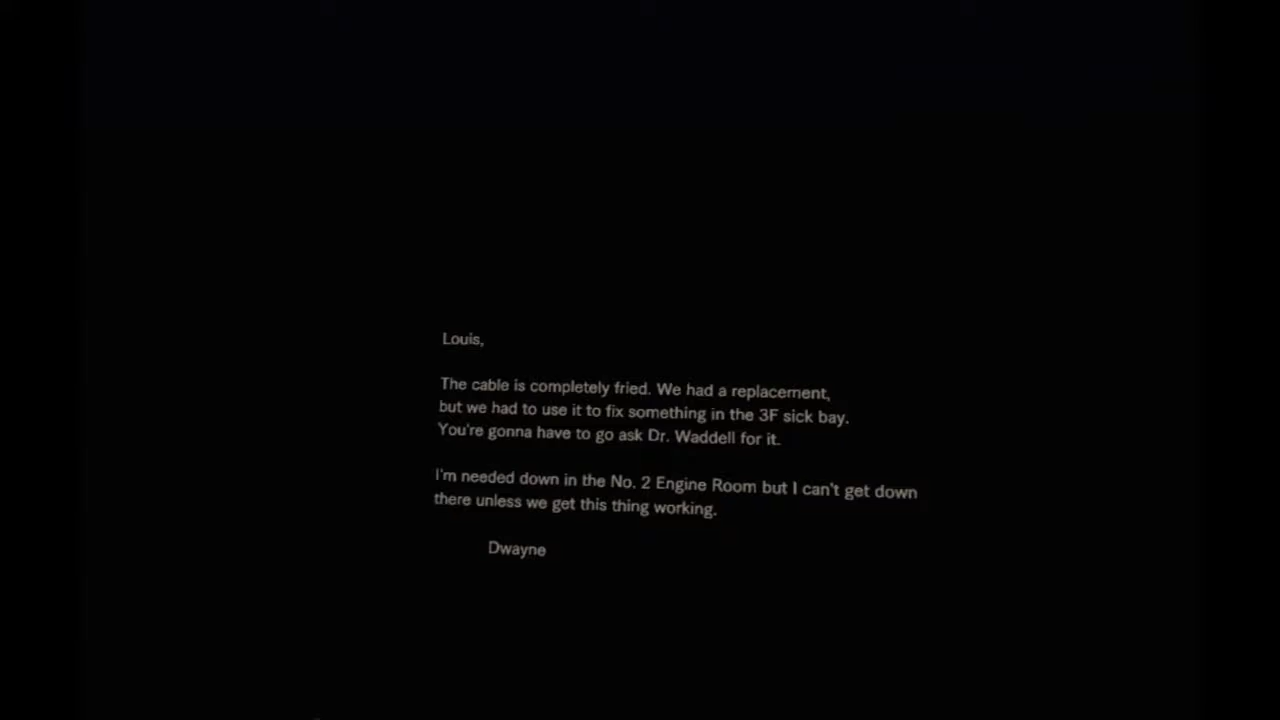 Louis,
The cable is completely fried. We had a replacement,
but we had to use it to fix something in the 3F sick bay.
You're gonna have to go ask Dr. Waddell for it.
I'm needed down in the No. 2 Engine Room but I can't get down
there unless we get this thing working.
Dwayne